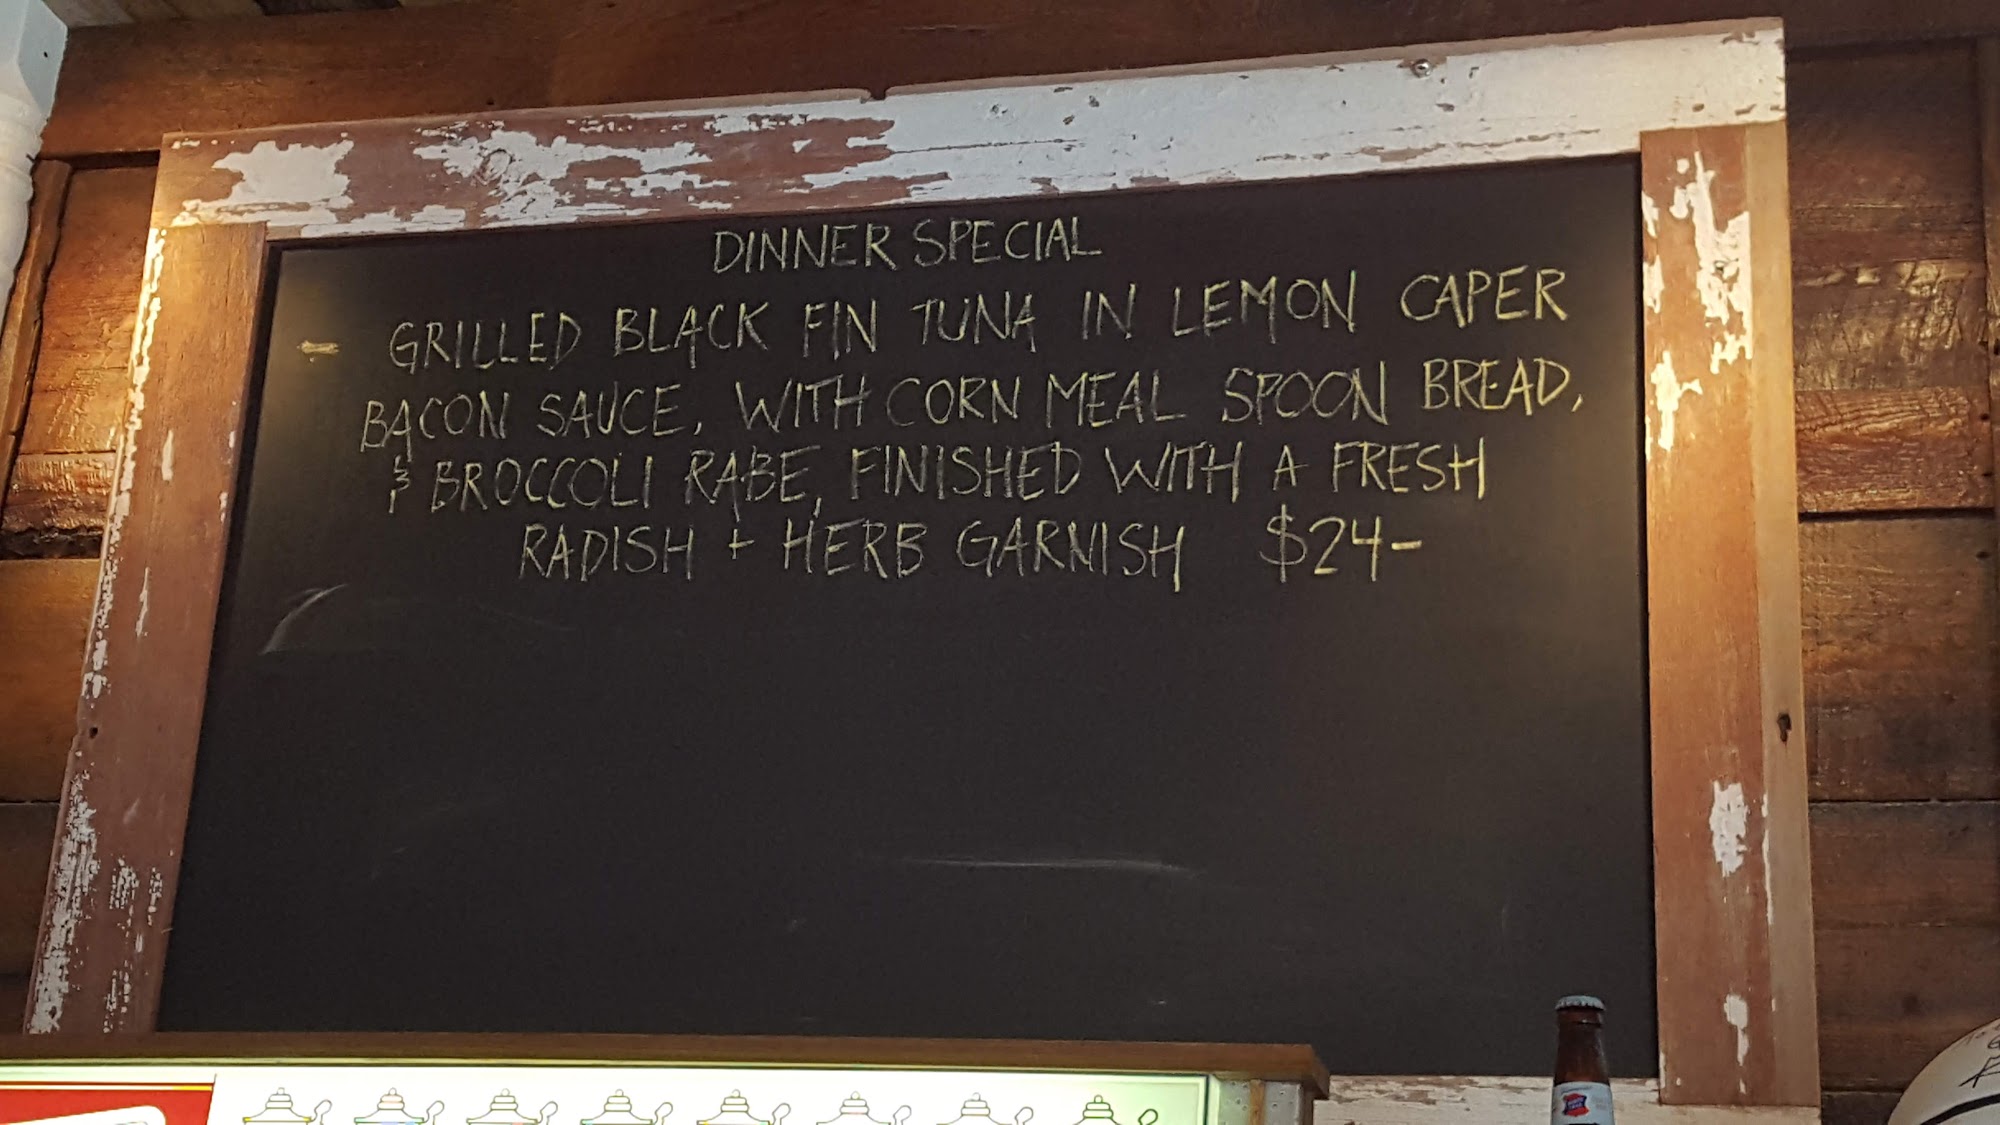 DINNER SPECIAL
- GRILLED BLACK FIN TUNA IN LEMON CAPER
BACON SAUCE, WITH CORN MEAL SPOON BREAD,
& BROCCOLI RABE, FINISHED WITH A FRESH
RADISH + HERB GARNISH $24-